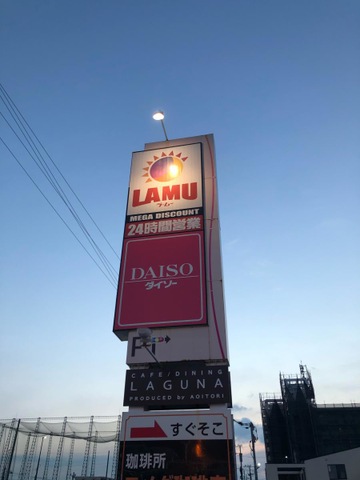 LAMU
ラ・ムー
MEGA DISCOUNT
24時間営業
DAISO
ダイソー
CAFE/DINING
LAGUNA
PRODUCED by AOITORI
すぐそこ
珈琲所